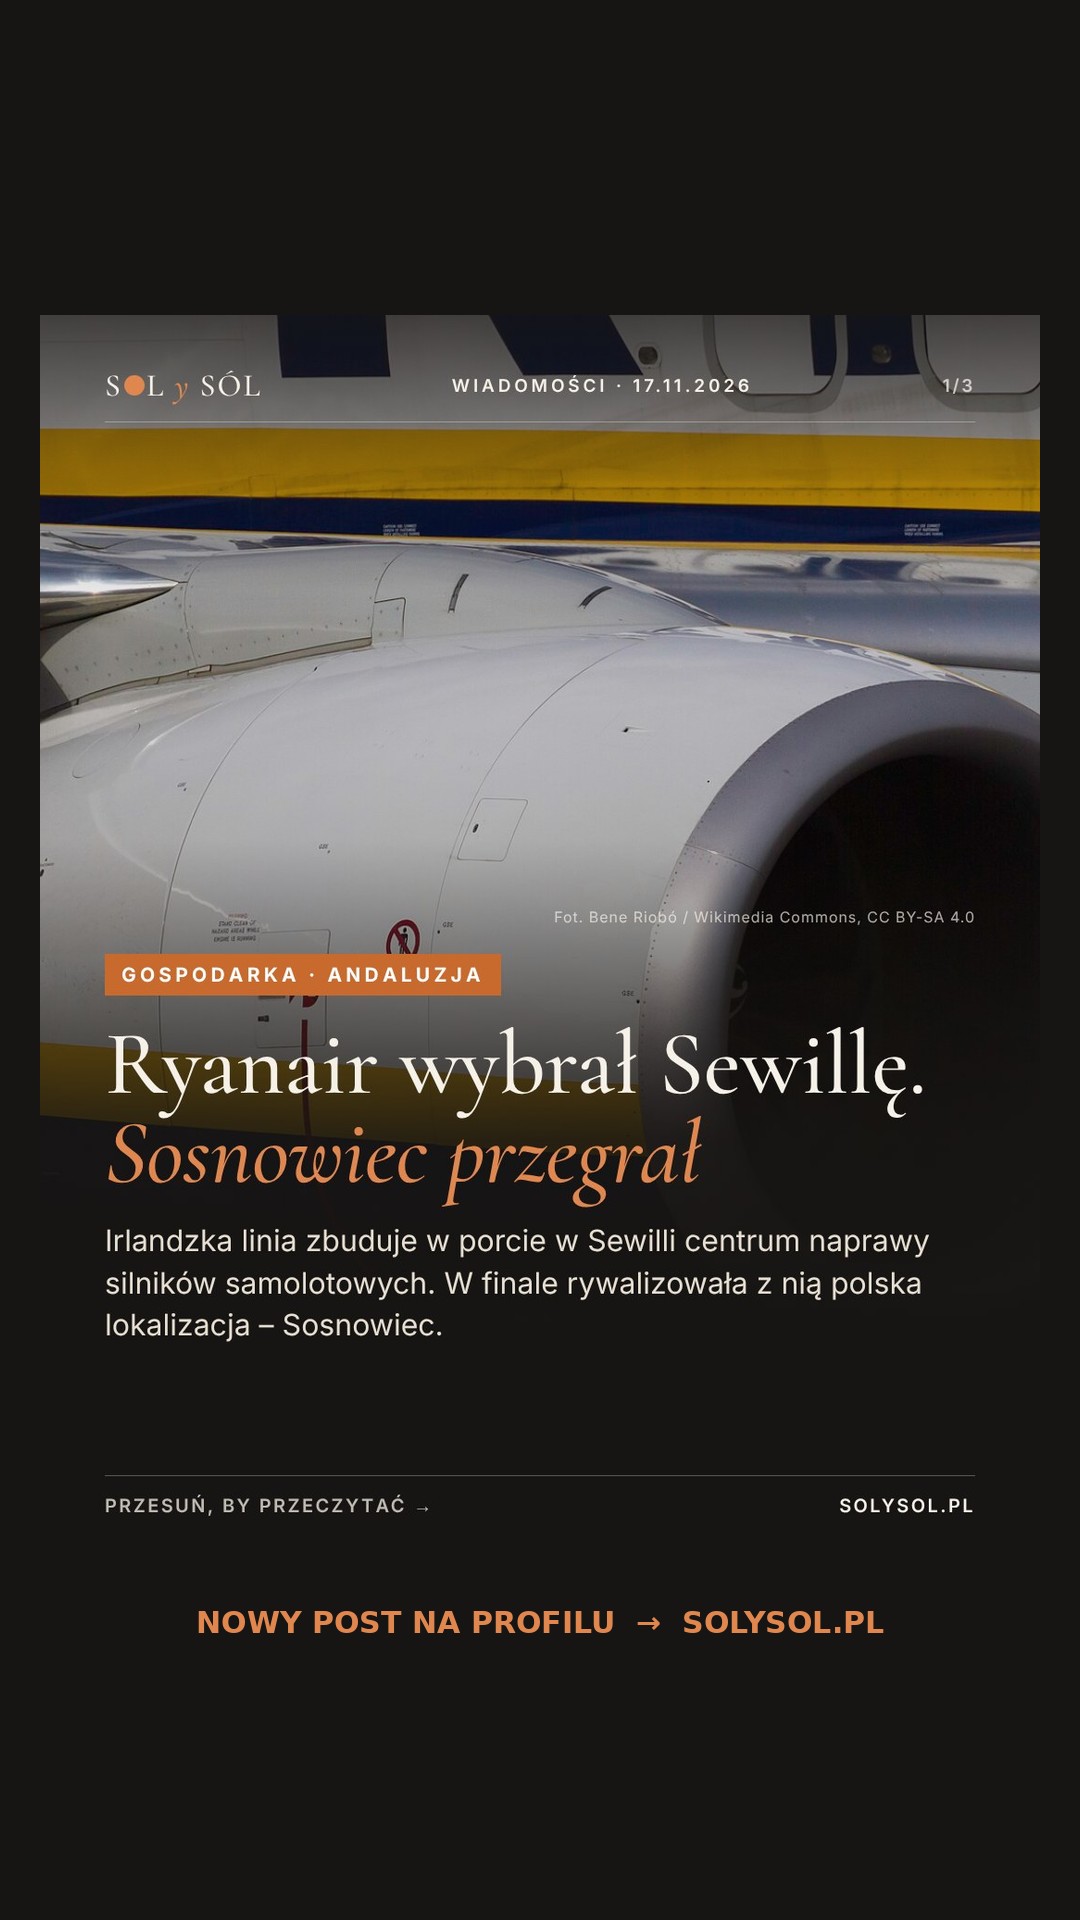 SOL y SÓL
WIADOMOŚCI · 17.11.2026
1/3
Fot. Bene Riobó / Wikimedia Commons, CC BY-SA 4.0
GOSPODARKA · ANDALUZJA
Ryanair wybrał Sewillę.
Sosnowiec przegrał
Irlandzka linia zbuduje w porcie w Sewilli centrum naprawy
silników samolotowych. W finale rywalizowała z nią polska
lokalizacja – Sosnowiec.
PRZESUŃ, BY PRZECZYTAĆ →
SOLYSOL.PL
NOWY POST NA PROFILU → SOLYSOL.PL